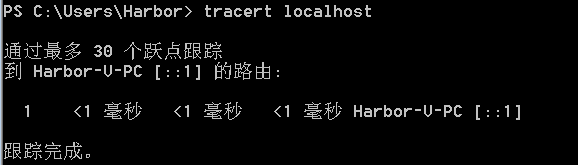 PS C:\Users\Harbor> tracert localhost
通过最多 30 个跃点跟踪
到 Harbor-V-PC [::1] 的路由:
1 <1 毫秒 <1 毫秒 <1 毫秒 Harbor-V-PC [::1]
跟踪完成。